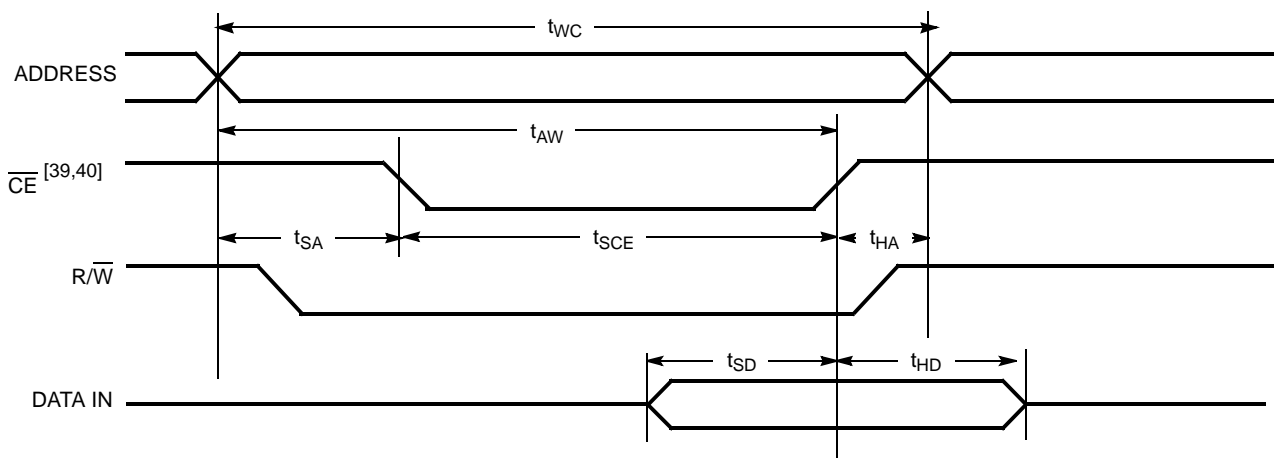 tWC
ADDRESS
tAW
CE [39,40]
tSA tSCE tHA
R/W
tSD tHD
DATA IN